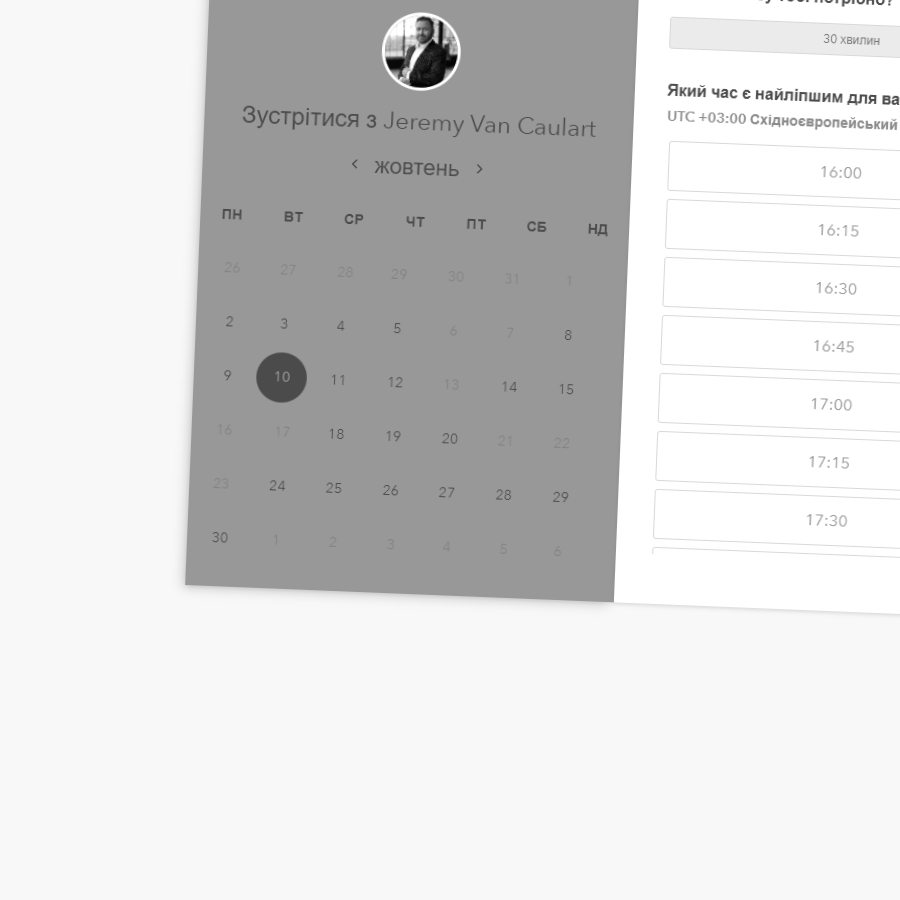 Зустрітися з Jeremy Van Caulart
‹ жовтень ›
ПН ВТ СР ЧТ ПТ СБ НД
26 27 28 29 30 31 1
2 3 4 5 6 7 8
9 10 11 12 13 14 15
16 17 18 19 20 21 22
23 24 25 26 27 28 29
30 1 2 3 4 5 6
потрібно?
30 хвилин
Який час є найліпшим для ва
UTC +03:00 Східноєвропейський
16:00
16:15
16:30
16:45
17:00
17:15
17:30